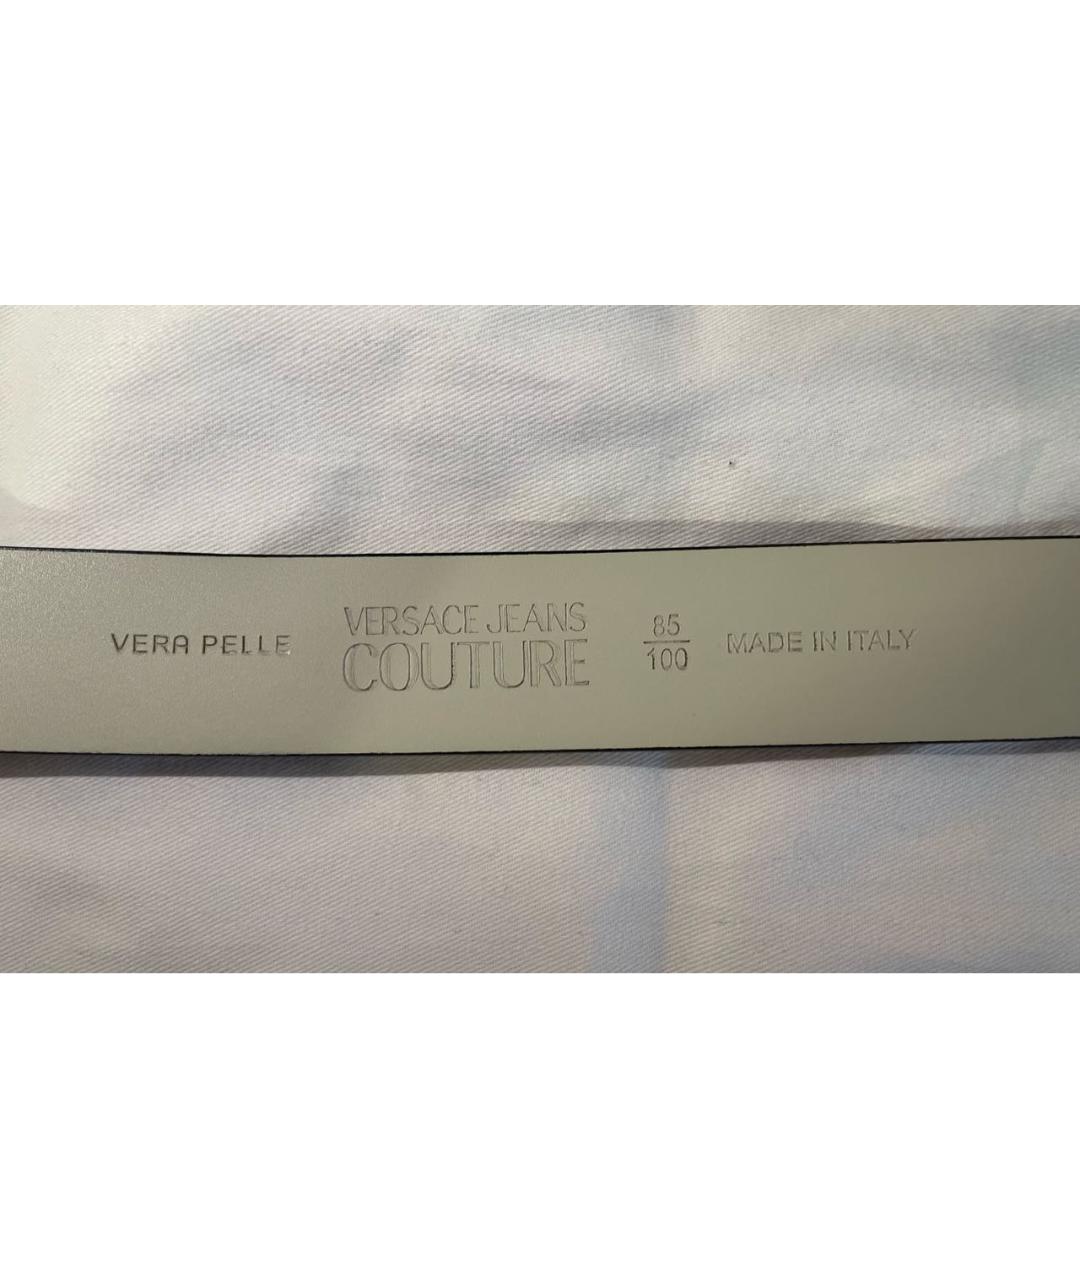 VERA PELLE
VERSACE JEANS
COUTURE
85
100
MADE IN ITALY